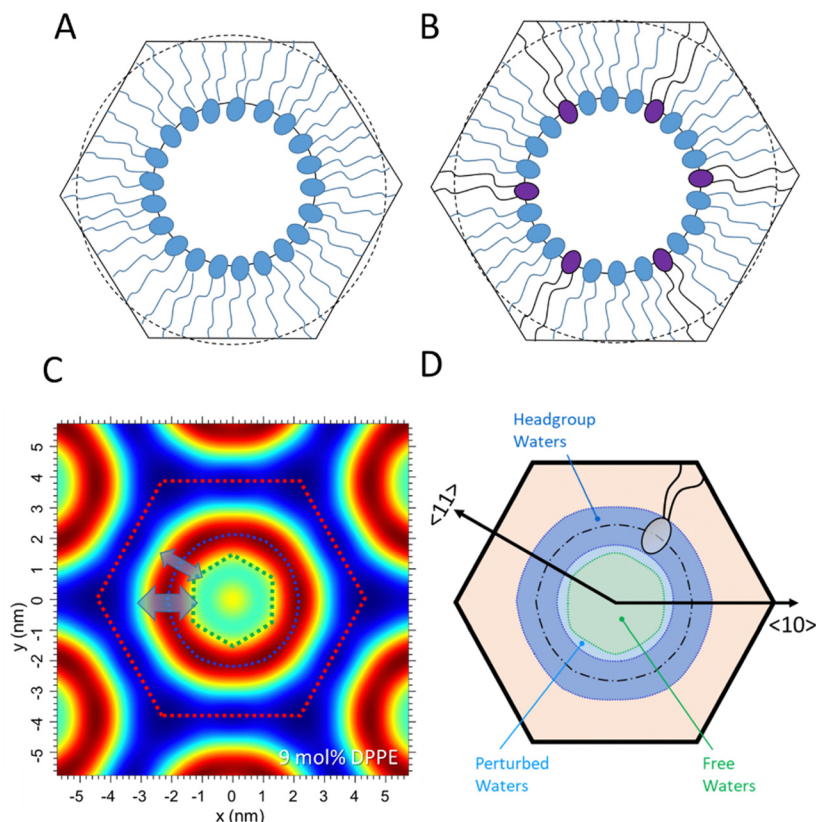 A
B
C
D
5
4
3
2
1
0
-1
-2
-3
-4
-5
y (nm)
-5 -4 -3 -2 -1 0 1 2 3 4 5
x (nm)
9 mol% DPPE
Headgroup
Waters
<11>
<10>
Perturbed
Waters
Free
Waters